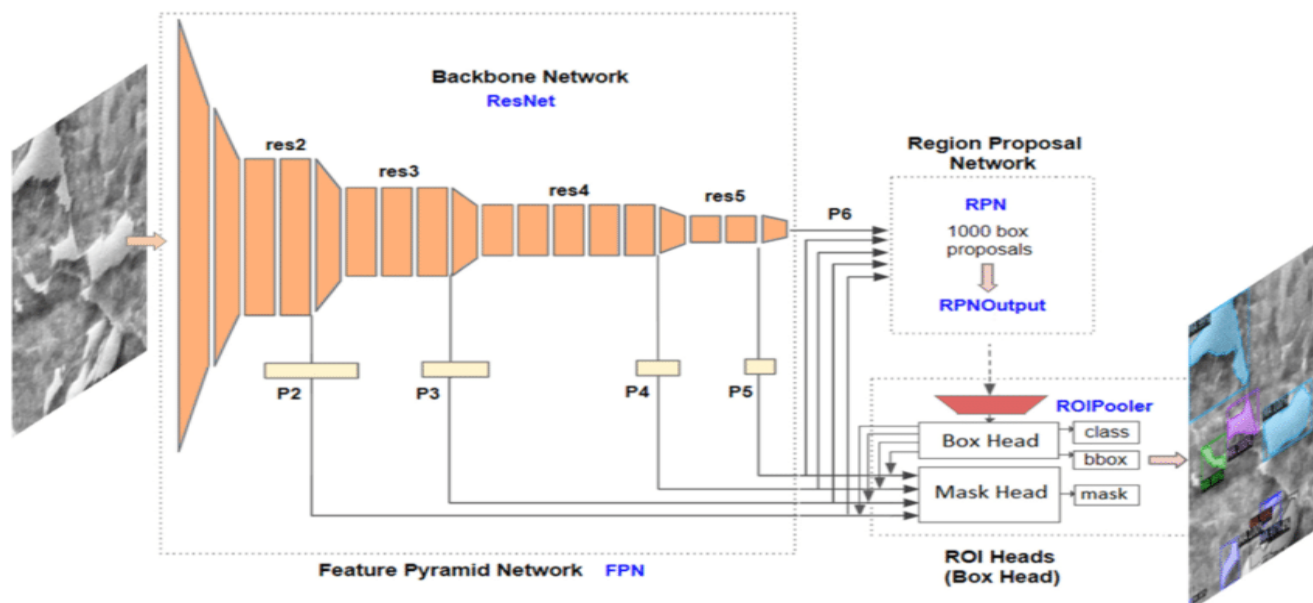 Backbone Network
ResNet
res2
res3
res4
res5
P6
Region Proposal
Network
RPN
1000 box
proposals
RPNOutput
P2
P3
P4
P5
ROIPooler
Box Head
class
bbox
Mask Head
mask
Feature Pyramid Network FPN
ROI Heads
(Box Head)